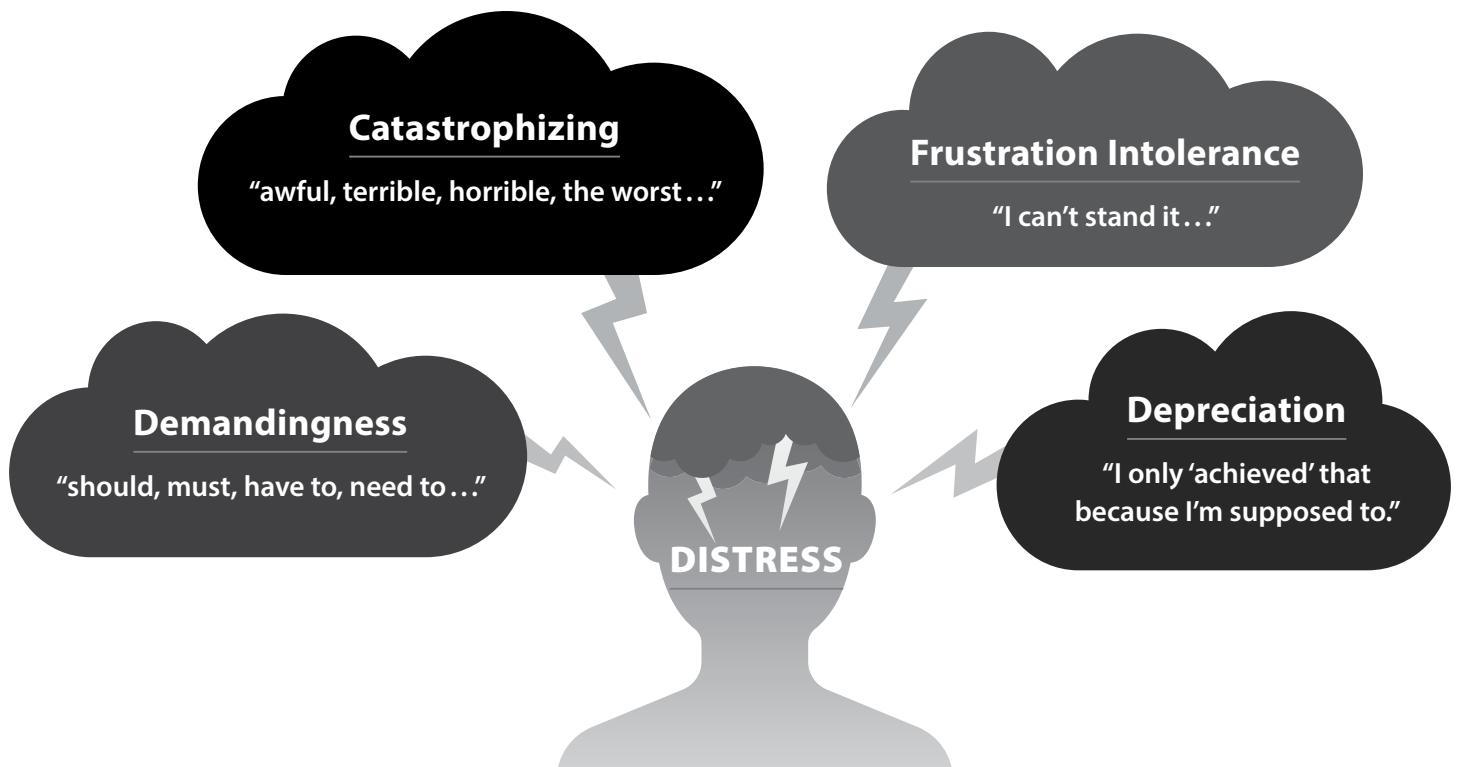 Catastrophizing
“awful, terrible, horrible, the worst…”
Frustration Intolerance
“I can’t stand it…”
Demandingness
“should, must, have to, need to…”
Depreciation
“I only ‘achieved’ that
because I’m supposed to.”
DISTRESS